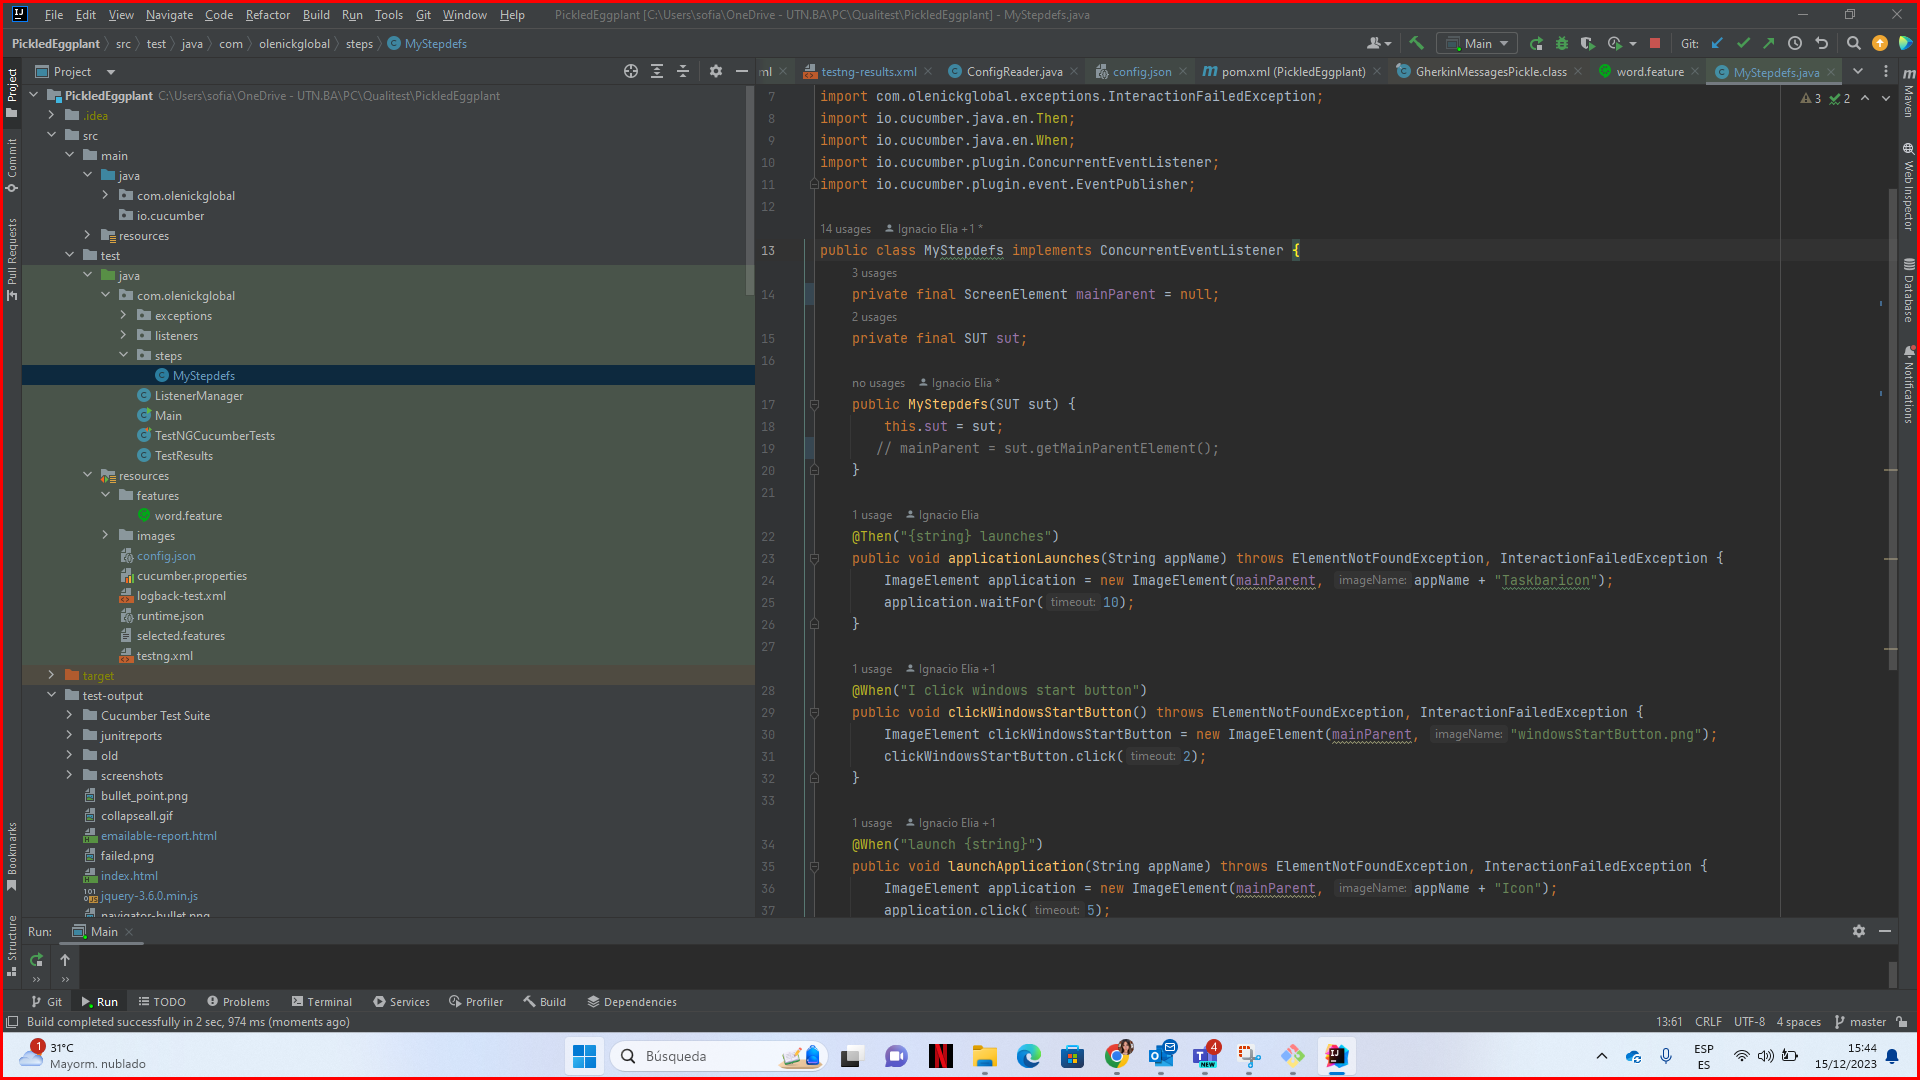 File Edit View Navigate Code Refactor Build Run Tools Git Window Help PickledEggplant [C:\Users\sofia\OneDrive - UTN.BA\PC\Qualitest\PickledEggplant] - MyStepdefs.java
PickledEggplant src test java com olenickglobal steps MyStepdefs Main Git:
Project ml testng-results.xml ConfigReader.java config.json pom.xml (PickledEggplant) GherkinMessagesPickle.class word.feature MyStepdefs.java
Project
Commit
Pull Requests
Bookmarks
Structure
PickledEggplant C:\Users\sofia\OneDrive - UTN.BA\PC\Qualitest\PickledEggplant
.idea
src
main
java
com.olenickglobal
io.cucumber
resources
test
java
com.olenickglobal
exceptions
listeners
steps
MyStepdefs
ListenerManager
Main
TestNGCucumberTests
TestResults
resources
features
word.feature
images
config.json
cucumber.properties
logback-test.xml
runtime.json
selected.features
testng.xml
target
test-output
Cucumber Test Suite
junitreports
old
screenshots
bullet_point.png
collapseall.gif
emailable-report.html
failed.png
index.html
jquery-3.6.0.min.js
navigator-bullet.png
3 2
7 import com.olenickglobal.exceptions.InteractionFailedException;
8 import io.cucumber.java.en.Then;
9 import io.cucumber.java.en.When;
10 import io.cucumber.plugin.ConcurrentEventListener;
11 import io.cucumber.plugin.event.EventPublisher;
12
14 usages Ignacio Elia +1 *
13 public class MyStepdefs implements ConcurrentEventListener {
3 usages
14 private final ScreenElement mainParent = null;
2 usages
15 private final SUT sut;
16
no usages Ignacio Elia *
17 public MyStepdefs(SUT sut) {
18 this.sut = sut;
19 // mainParent = sut.getMainParentElement();
20 }
21
1 usage Ignacio Elia
22 @Then("{string} launches")
23 public void applicationLaunches(String appName) throws ElementNotFoundException, InteractionFailedException {
24 ImageElement application = new ImageElement(mainParent, imageName: appName + "Taskbaricon");
25 application.waitFor( timeout: 10);
26 }
27
1 usage Ignacio Elia +1
28 @When("I click windows start button")
29 public void clickWindowsStartButton() throws ElementNotFoundException, InteractionFailedException {
30 ImageElement clickWindowsStartButton = new ImageElement(mainParent, imageName: "windowsStartButton.png");
31 clickWindowsStartButton.click( timeout: 2);
32 }
33
1 usage Ignacio Elia +1
34 @When("launch {string}")
35 public void launchApplication(String appName) throws ElementNotFoundException, InteractionFailedException {
36 ImageElement application = new ImageElement(mainParent, imageName: appName + "Icon");
37 application.click( timeout: 5);
Maven
Web Inspector
Database
Notifications
Run: Main
Git Run TODO Problems Terminal Services Profiler Build Dependencies
Build completed successfully in 2 sec, 974 ms (moments ago) 13:61 CRLF UTF-8 4 spaces master
1 31°C
Mayorm. nublado
Búsqueda
4
NEW
ESP
ES
15:44
15/12/2023